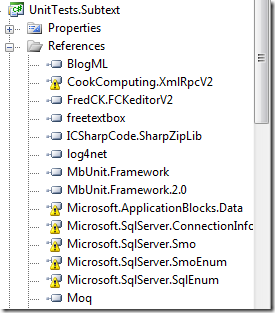 UnitTests.Subtext
Properties
References
BlogML
CookComputing.XmlRpcV2
FredCK.FCKeditorV2
freetextbox
ICSharpCode.SharpZipLib
log4net
MbUnit.Framework
MbUnit.Framework.2.0
Microsoft.ApplicationBlocks.Data
Microsoft.SqlServer.ConnectionInfo
Microsoft.SqlServer.Smo
Microsoft.SqlServer.SmoEnum
Microsoft.SqlServer.SqlEnum
Moq